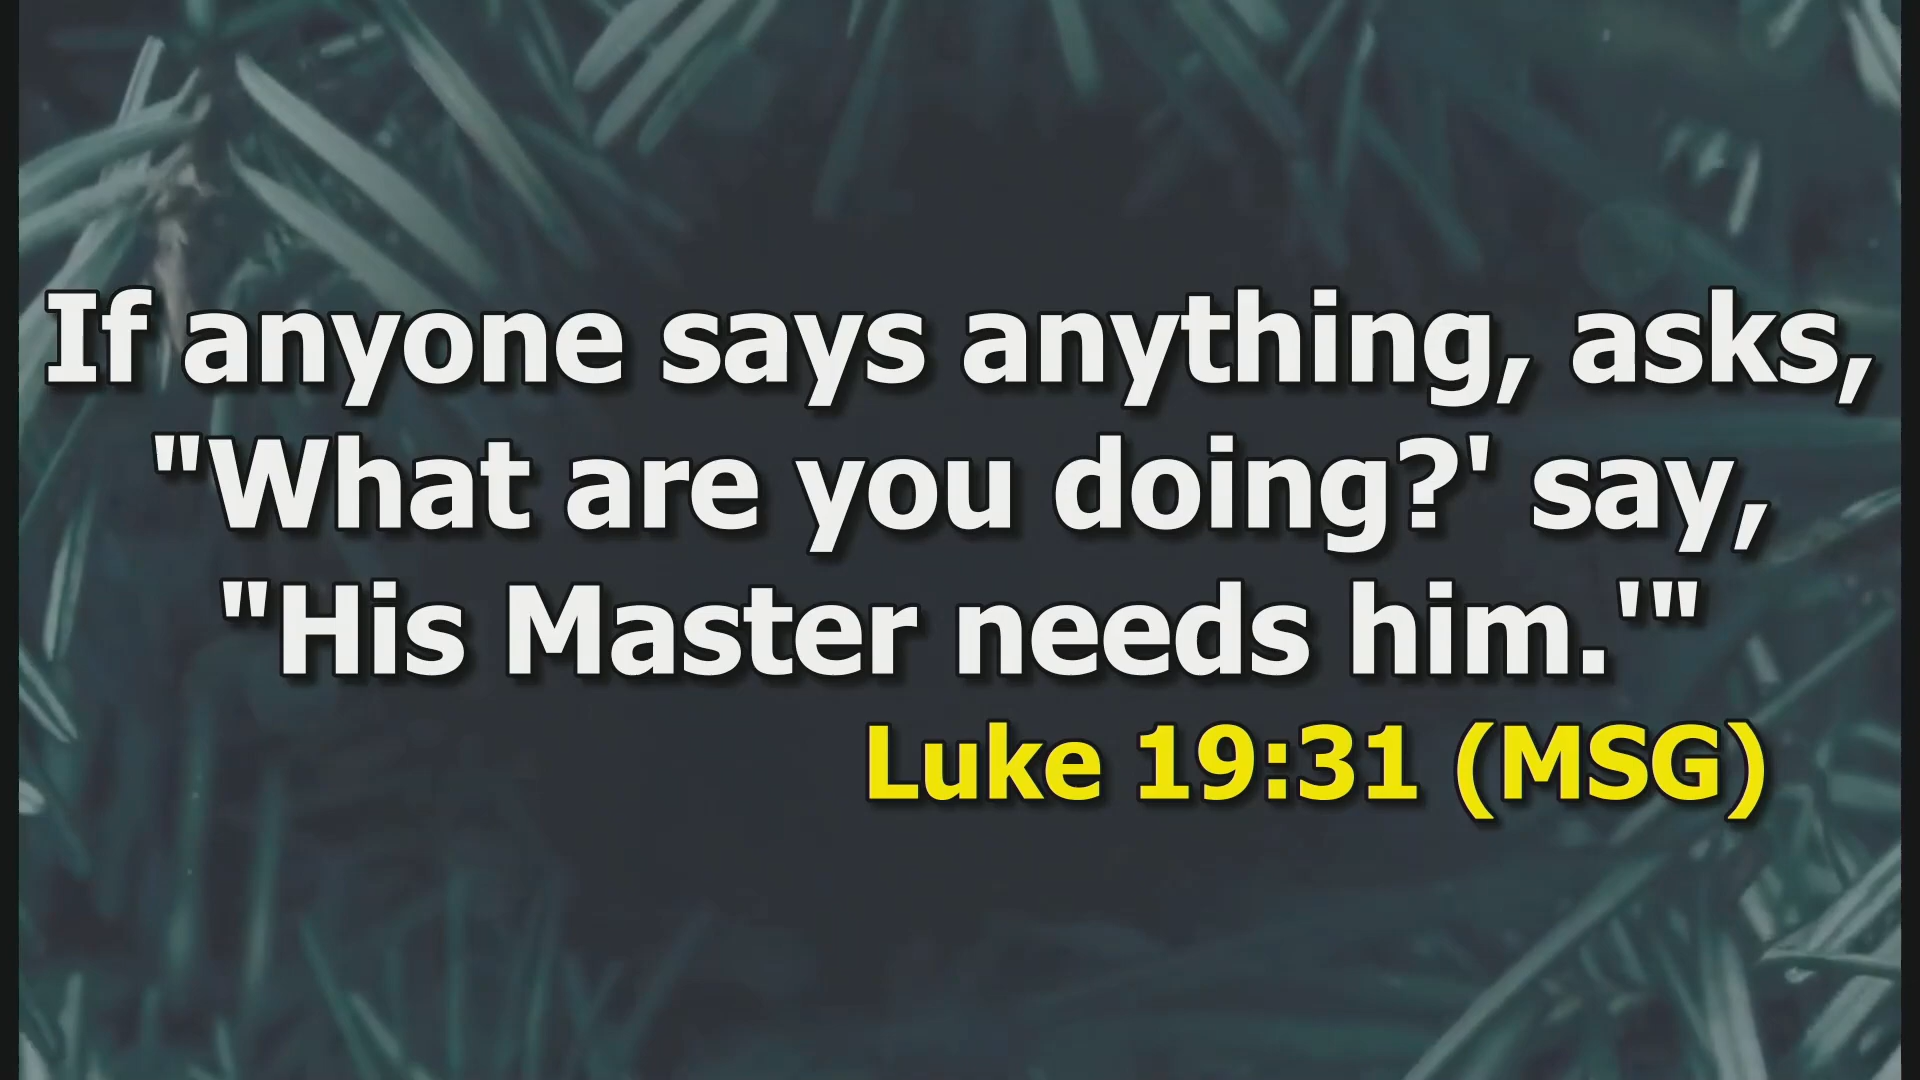 If anyone says anything, asks,
"What are you doing?' say,
"His Master needs him.'"
Luke 19:31 (MSG)